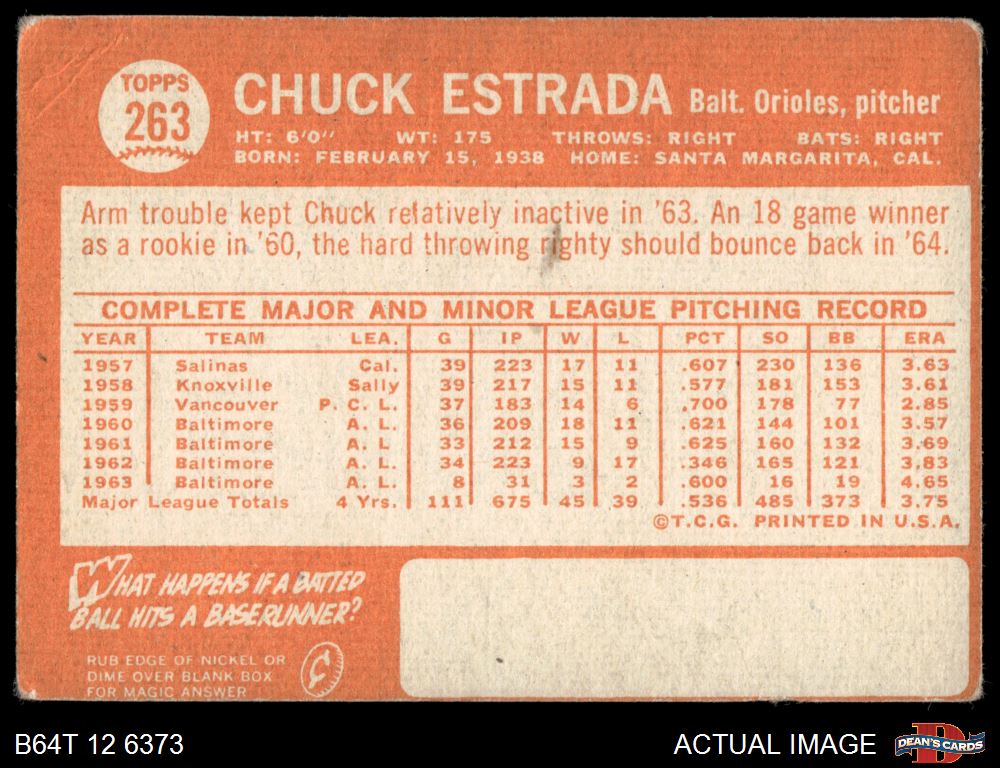 TOPPS
263
CHUCK ESTRADA Balt. Orioles, pitcher
HT: 6'0" WT: 175 THROWS: RIGHT BATS: RIGHT
BORN: FEBRUARY 15, 1938 HOME: SANTA MARGARITA, CAL.
Arm trouble kept Chuck relatively inactive in '63. An 18 game winner
as a rookie in '60, the hard throwing righty should bounce back in '64.
COMPLETE MAJOR AND MINOR LEAGUE PITCHING RECORD
YEAR TEAM LEA. G IP W L PCT SO BB ERA
1957 Salinas Cal. 39 223 17 11 .607 230 136 3.63
1958 Knoxville Sally 39 217 15 11 .577 181 153 3.61
1959 Vancouver P. C. L. 37 183 14 6 .700 178 77 2.85
1960 Baltimore A. L. 36 209 18 11 .621 144 101 3.57
1961 Baltimore A. L. 33 212 15 9 .625 160 132 3.69
1962 Baltimore A. L. 34 223 9 17 .346 165 121 3.83
1963 Baltimore A. L. 8 31 3 2 .600 16 19 4.65
Major League Totals 4 Yrs. 111 675 45 39 .536 485 373 3.75
©T.C.G. PRINTED IN U.S.A.
WHAT HAPPENS IF A BATTED
BALL HITS A BASERUNNER?
RUB EDGE OF NICKEL OR
DIME OVER BLANK BOX
FOR MAGIC ANSWER
¢
B64T 12 6373
ACTUAL IMAGE
D
DEAN'S CARDS